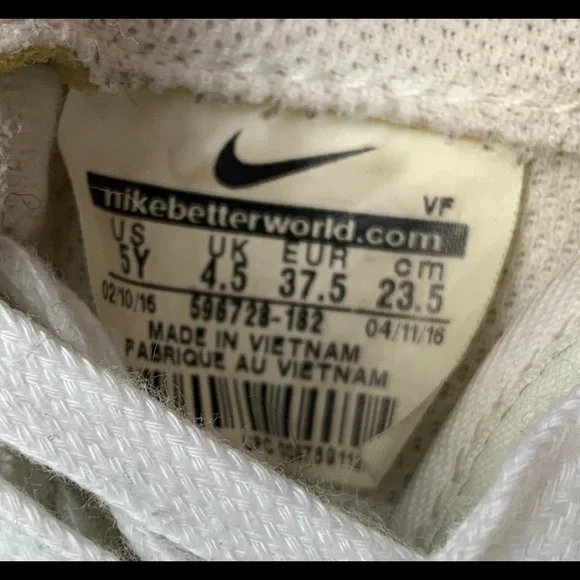 VF
nikebetterworld.com
US UK EUR cm
5Y 4.5 37.5 23.5
02/10/16 596728-182 04/11/16
MADE IN VIETNAM
FABRIQUE AU VIETNAM